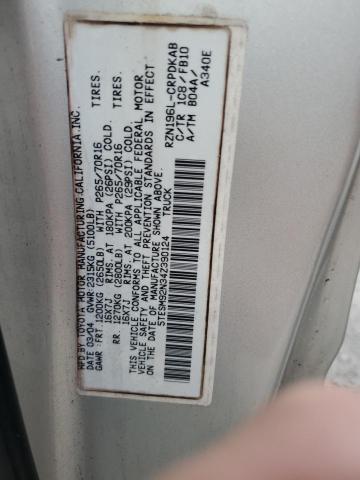 MFD BY TOYOTA MOTOR MANUFACTURING-CALIFORNIA.INC.
DATE 03/04 GVWR:2315KG (5100LB)
GAWR: FRT. 1200KG (2650LB) WITH P265/70R16 TIRES.
16X7J RIMS. AT 180KPA (26PSI) COLD.
RR. 1270KG (2800LB) WITH P265/70R16 TIRES.
16X7J RIMS. AT 200KPA (29PSI) COLD.
THIS VEHICLE CONFORMS TO ALL APPLICABLE FEDERAL MOTOR
VEHICLE SAFETY AND THEFT PREVENTION STANDARDS IN EFFECT
ON THE DATE OF MANUFACTURE SHOWN ABOVE.
5TESM92N34Z390124 TRUCK
RZN196L-CRPDKAB
C/TR 1C8 / FB10
A/TM B04A/
A340E